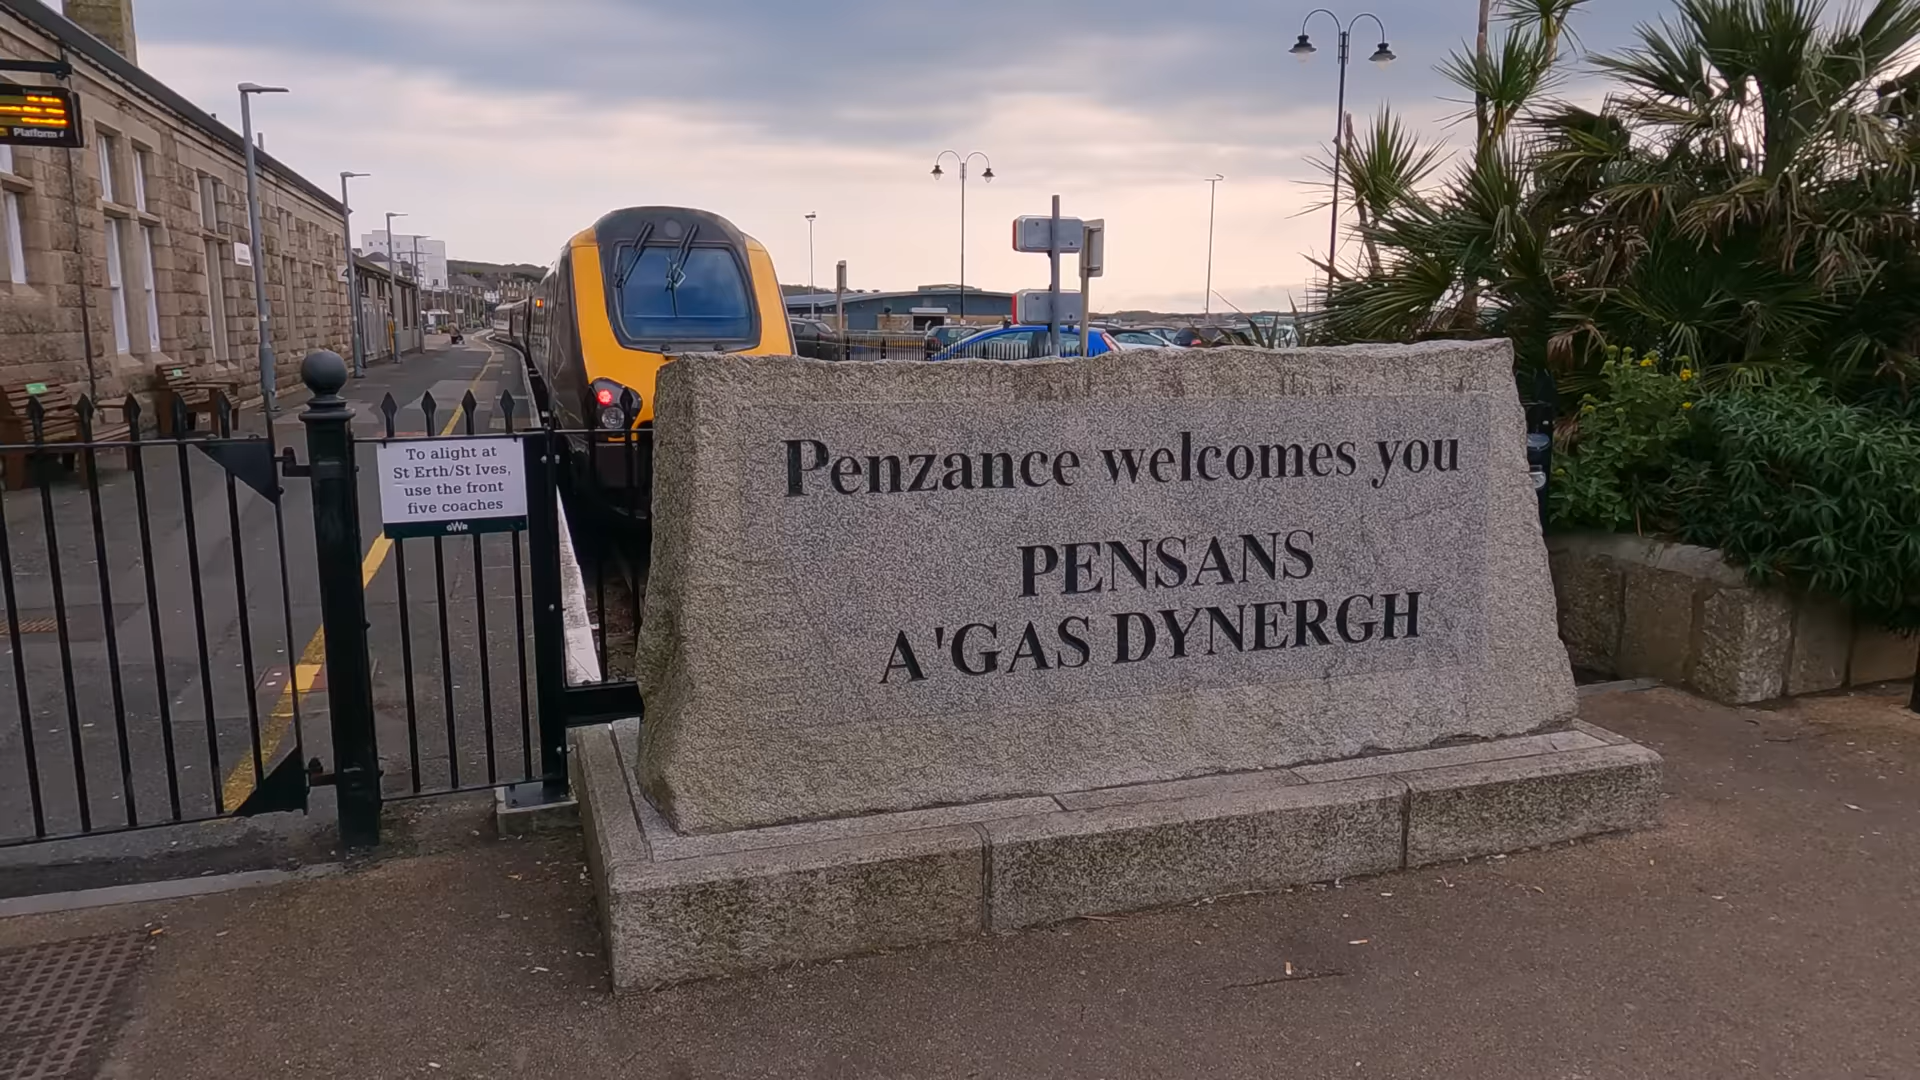 Platform 4
To alight at
St Erth/St Ives,
use the front
five coaches
GWR
Penzance welcomes you
PENSANS
A'GAS DYNERGH